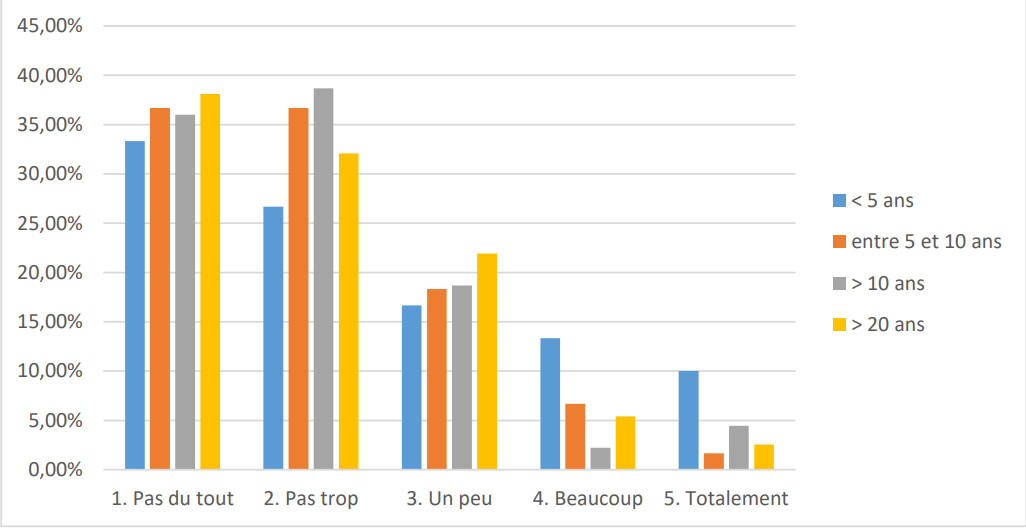 45,00%
40,00%
35,00%
30,00%
25,00%
20,00%
15,00%
10,00%
5,00%
0,00%
1. Pas du tout 2. Pas trop 3. Un peu 4. Beaucoup 5. Totalement
< 5 ans
entre 5 et 10 ans
> 10 ans
> 20 ans